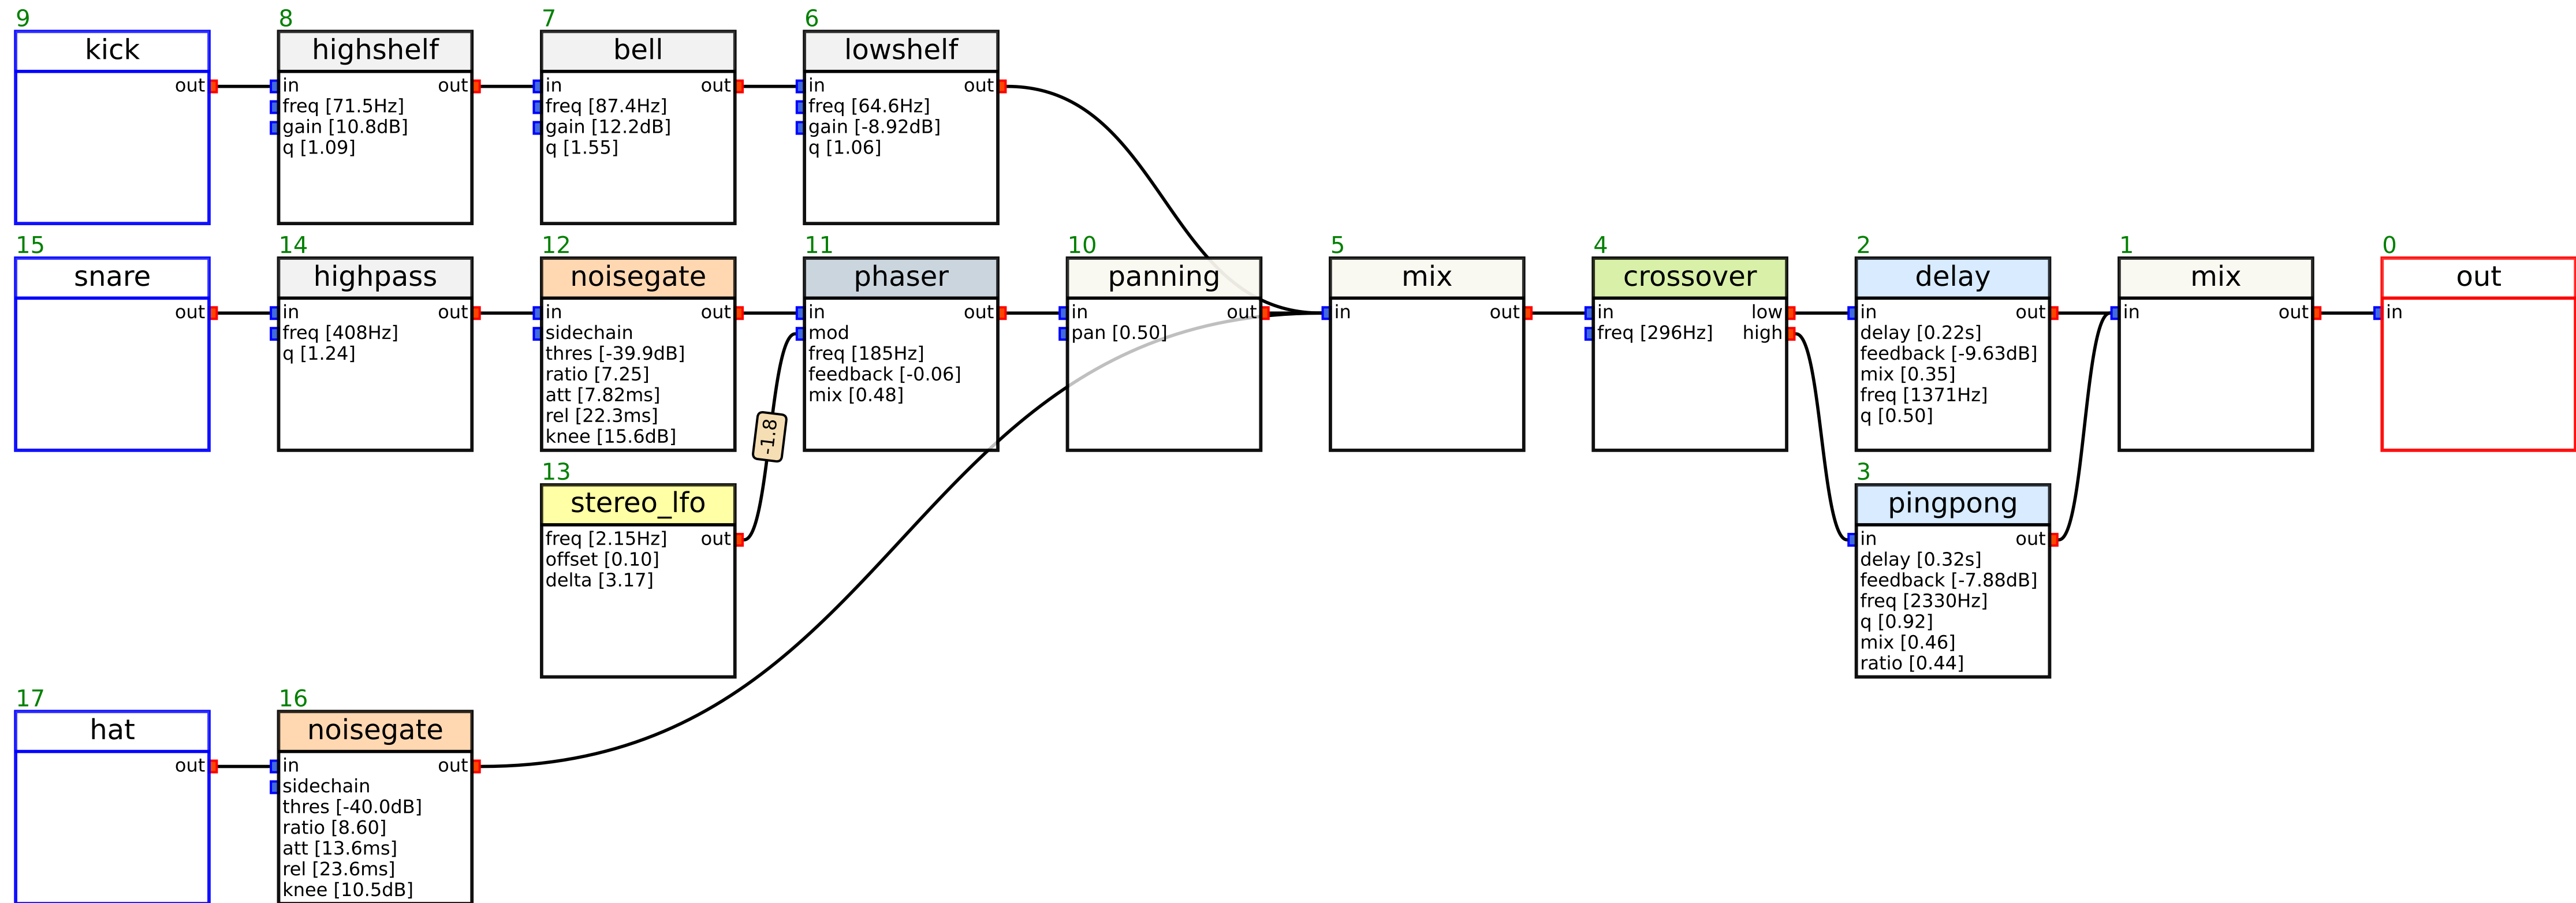 9
kick
out
8
highshelf
in out
freq [71.5Hz]
gain [10.8dB]
q [1.09]
7
bell
in out
freq [87.4Hz]
gain [12.2dB]
q [1.55]
6
lowshelf
in out
freq [64.6Hz]
gain [-8.92dB]
q [1.06]
15
snare
out
14
highpass
in out
freq [408Hz]
q [1.24]
12
noisegate
in out
sidechain
thres [-39.9dB]
ratio [7.25]
att [7.82ms]
rel [22.3ms]
knee [15.6dB]
-1.8
11
phaser
in out
mod
freq [185Hz]
feedback [-0.06]
mix [0.48]
10
panning
in out
pan [0.50]
5
mix
in out
4
crossover
in low
freq [296Hz] high
2
delay
in out
delay [0.22s]
feedback [-9.63dB]
mix [0.35]
freq [1371Hz]
q [0.50]
1
mix
in out
0
out
in
13
stereo_lfo
freq [2.15Hz] out
offset [0.10]
delta [3.17]
3
pingpong
in out
delay [0.32s]
feedback [-7.88dB]
freq [2330Hz]
q [0.92]
mix [0.46]
ratio [0.44]
17
hat
out
16
noisegate
in out
sidechain
thres [-40.0dB]
ratio [8.60]
att [13.6ms]
rel [23.6ms]
knee [10.5dB]